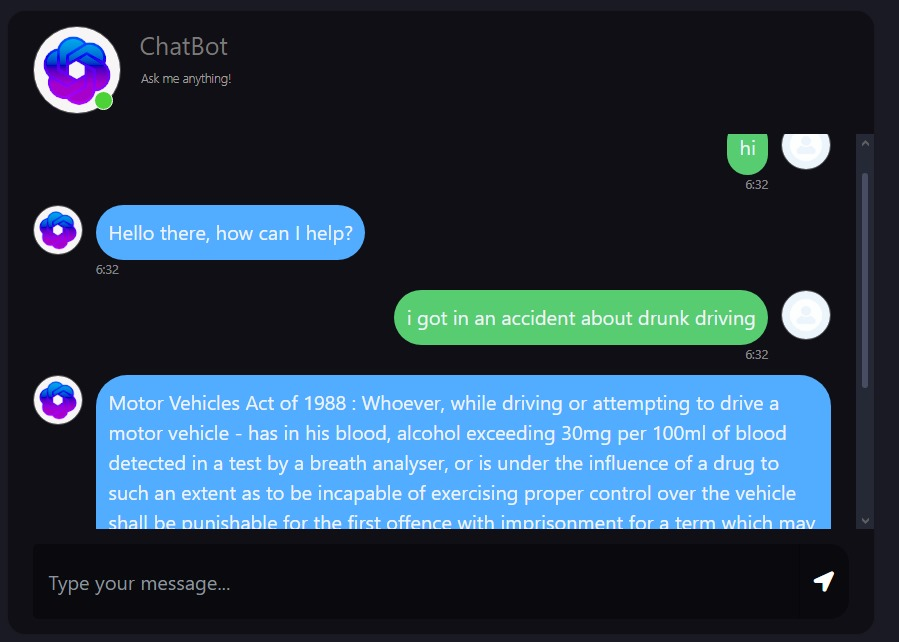 ChatBot
Ask me anything!
hi
6:32
Hello there, how can I help?
6:32
i got in an accident about drunk driving
6:32
Motor Vehicles Act of 1988 : Whoever, while driving or attempting to drive a
motor vehicle - has in his blood, alcohol exceeding 30mg per 100ml of blood
detected in a test by a breath analyser, or is under the influence of a drug to
such an extent as to be incapable of exercising proper control over the vehicle
shall be punishable for the first offence with imprisonment for a term which may
Type your message...